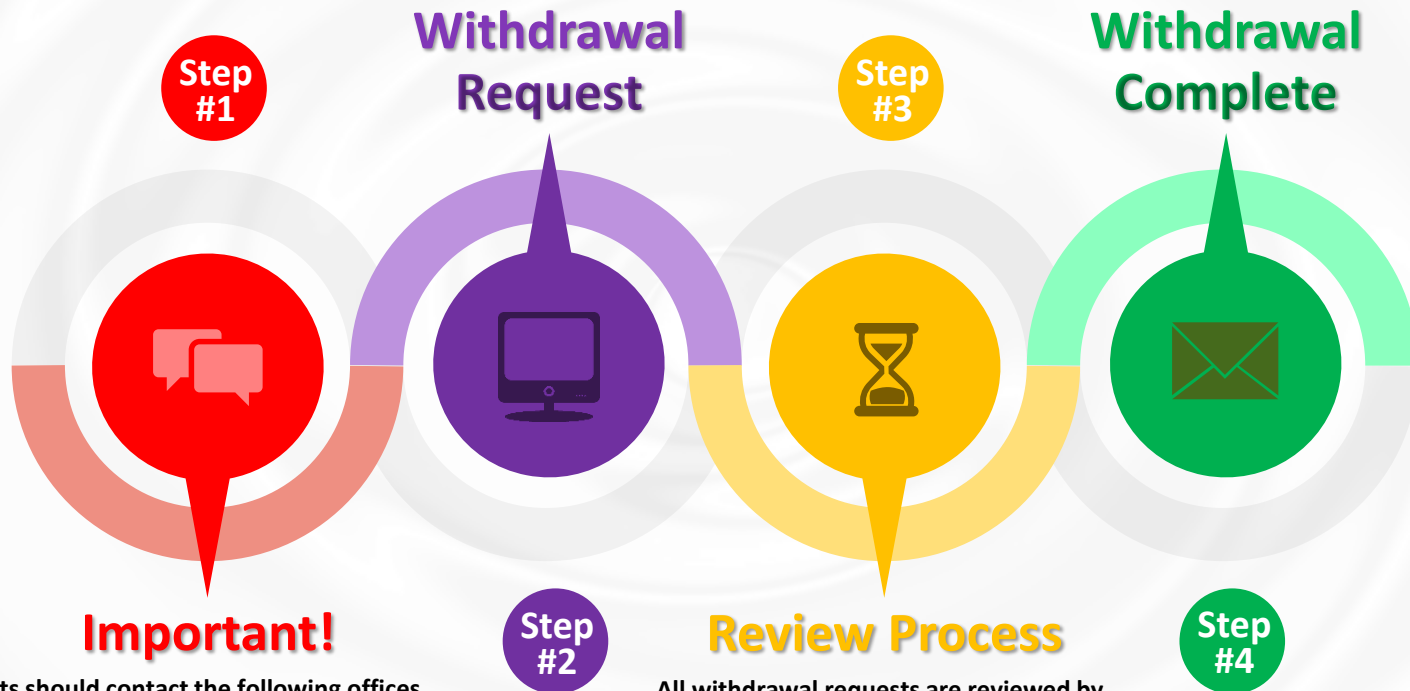 Step
#1
Withdrawal
Request
Step
#3
Withdrawal
Complete
Important!
Step
#2
Review Process
Step
#4
should contact the following offices
All withdrawal requests are reviewed by